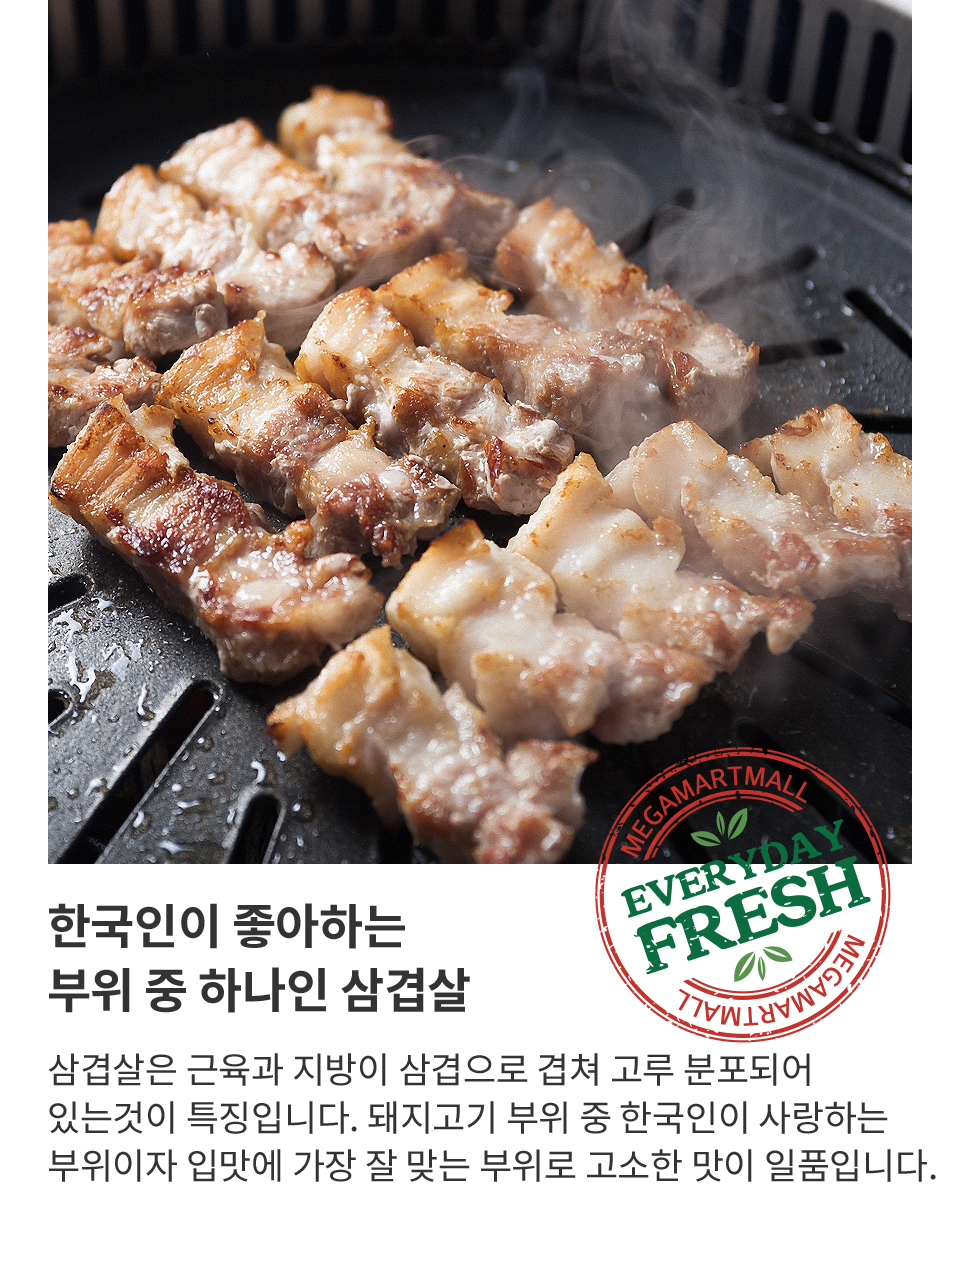 MEGAMARTMALL
EVERYDAY
FRESH
MEGAMARTMALL
한국인이 좋아하는
부위 중 하나인 삼겹살
삼겹살은 근육과 지방이 삼겹으로 겹쳐 고루 분포되어
있는것이 특징입니다. 돼지고기 부위 중 한국인이 사랑하는
부위이자 입맛에 가장 잘 맞는 부위로 고소한 맛이 일품입니다.